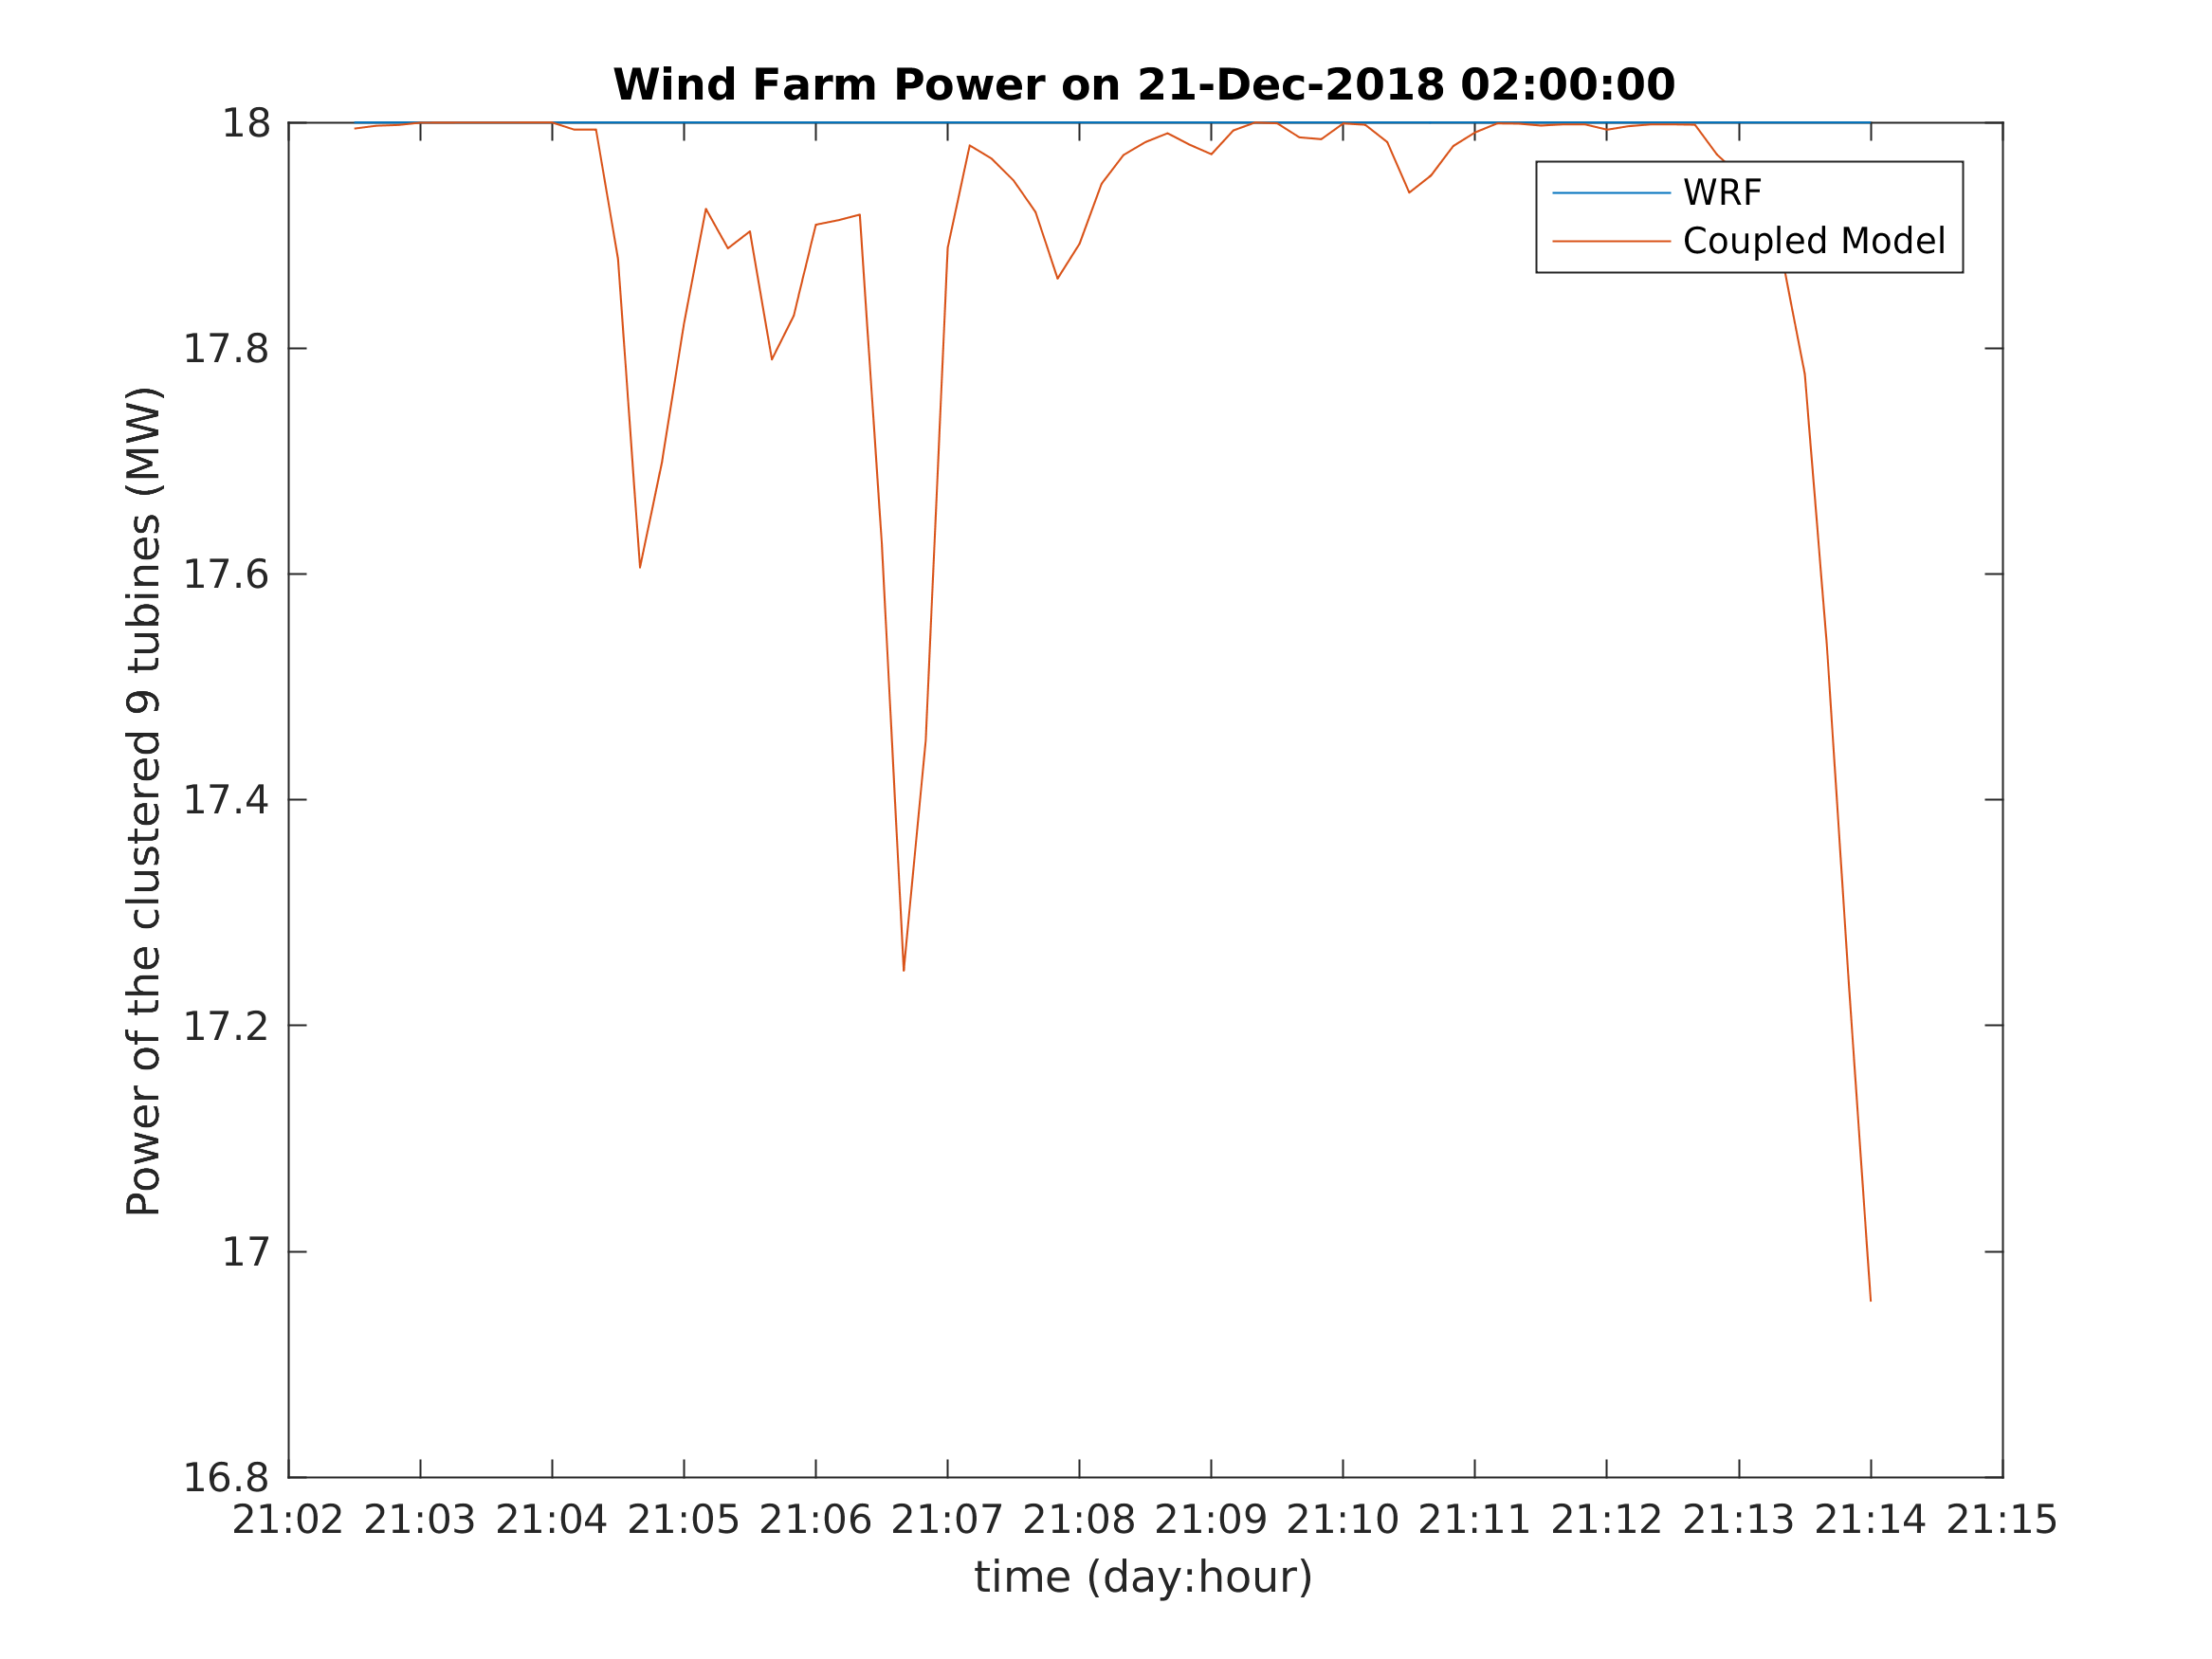 Wind Farm Power on 21-Dec-2018 02:00:00
18
17.8
17.6
17.4
17.2
17
16.8
Power of the clustered 9 tubines (MW)
WRF
Coupled Model
21:02 21:03 21:04 21:05 21:06 21:07 21:08 21:09 21:10 21:11 21:12 21:13 21:14 21:15
time (day:hour)